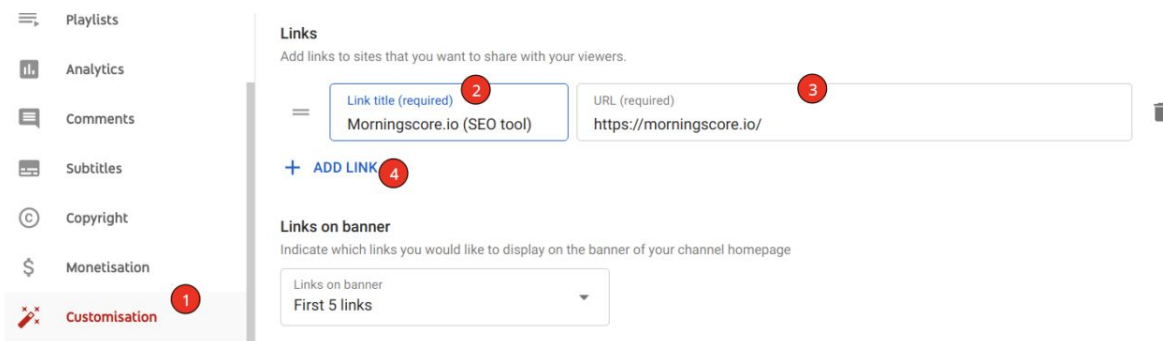 Playlists
Analytics
Comments
Subtitles
Copyright
Monetisation
1
Customisation
Links
Add links to sites that you want to share with your viewers.
2
3
Link title (required)
Morningscore.io (SEO tool)
URL (required)
https://morningscore.io/
+ ADD LINK
4
Links on banner
Indicate which links you would like to display on the banner of your channel homepage
Links on banner
First 5 links